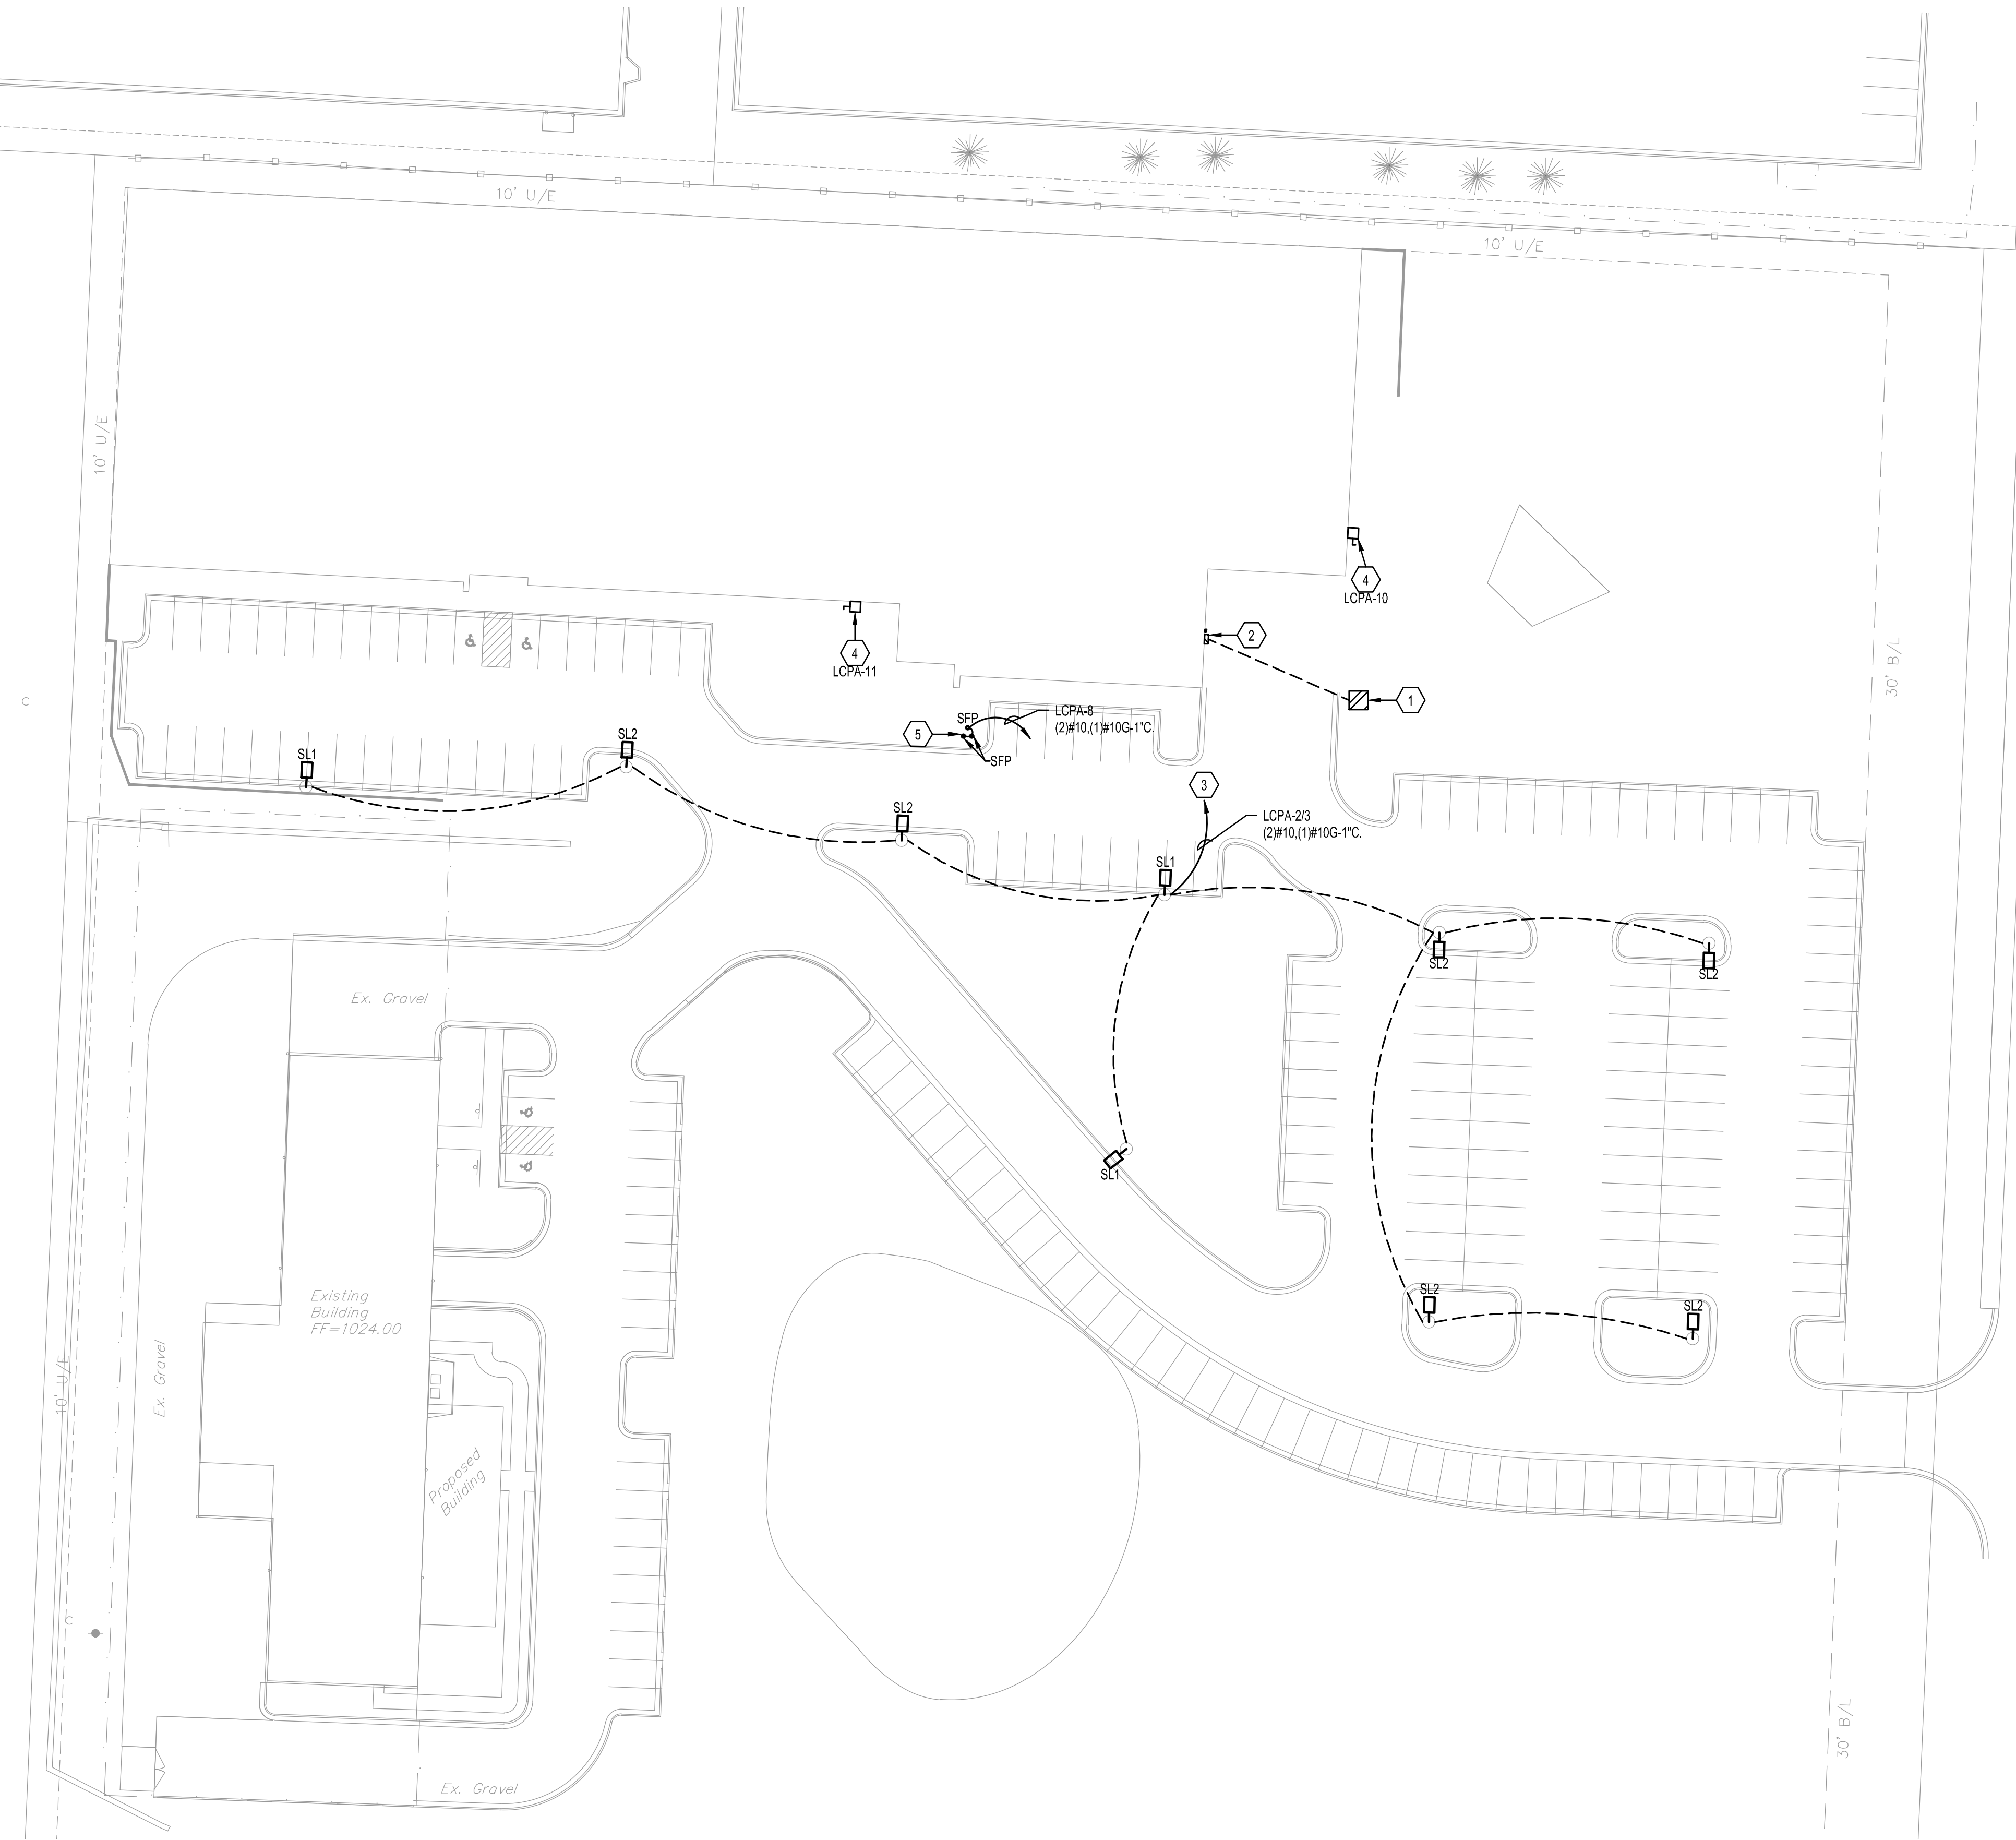 10' U/E
10' U/E
10' U/E
4
LCPA-10
2
4
LCPA-11
30' B/L
C
1
SFP
LCPA-8
(2)#10,(1)#10G-1"C.
5
SFP
SL2
SL1
3
SL2
LCPA-2/3
(2)#10,(1)#10G-1"C.
SL1
SL2
SL2
Ex. Gravel
SL1
Existing
Building
FF=1024.00
SL2
SL2
10' U/E
Ex. Gravel
Proposed
Building
C
30' B/L
Ex. Gravel